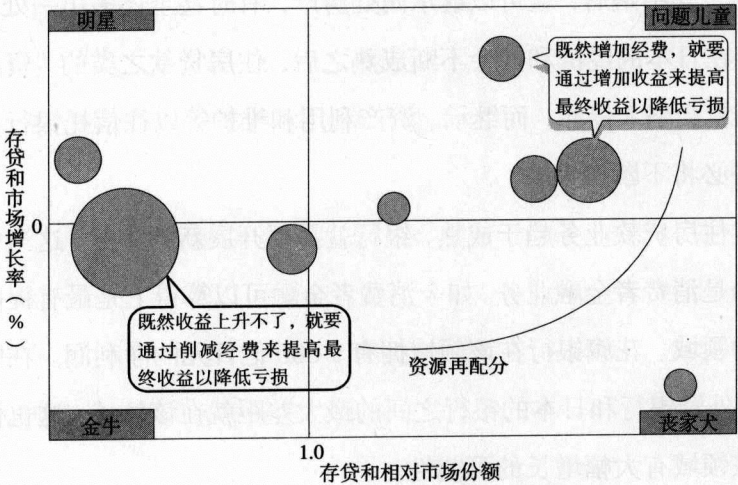 明星
问题儿童
既然增加经费，就要
通过增加收益来提高
最终收益以降低亏损
存贷和市场增长率（%）
0
既然收益上升不了，就要
通过削减经费来提高最
终收益以降低亏损
资源再配分
金牛
1.0
丧家犬
存贷和相对市场份额